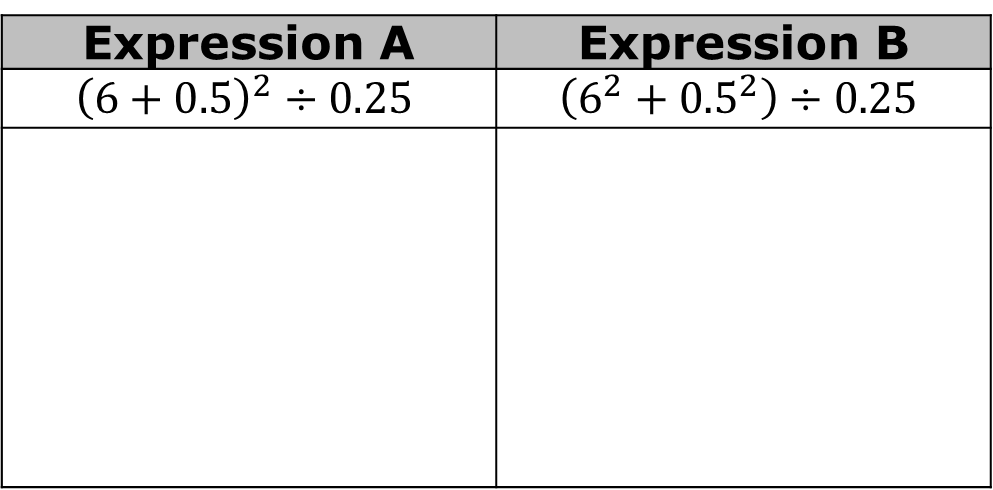 Expression A
Expression B
(6 + 0.5)² ÷ 0.25
(6² + 0.5²) ÷ 0.25